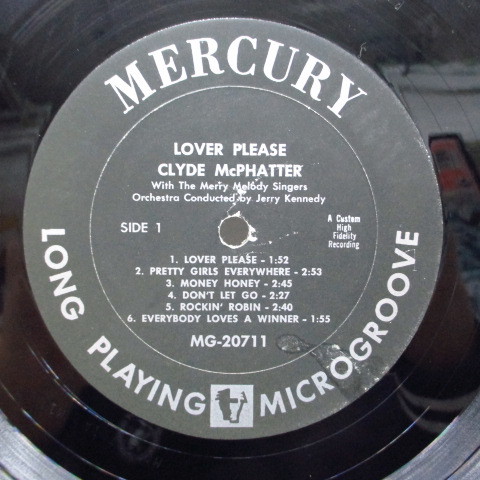 MERCURY
LOVER PLEASE
CLYDE McPHATTER
With The Merry Melody Singers
Orchestra Conducted by Jerry Kennedy
SIDE 1
A Custom
High
Fidelity
Recording
1. LOVER PLEASE - 1:52
2. PRETTY GIRLS EVERYWHERE - 2:53
3. MONEY HONEY - 2:45
4. DON'T LET GO - 2:27
5. ROCKIN' ROBIN - 2:40
6. EVERYBODY LOVES A WINNER - 1:55
MG-20711
LONG PLAYING MICROGROOVE